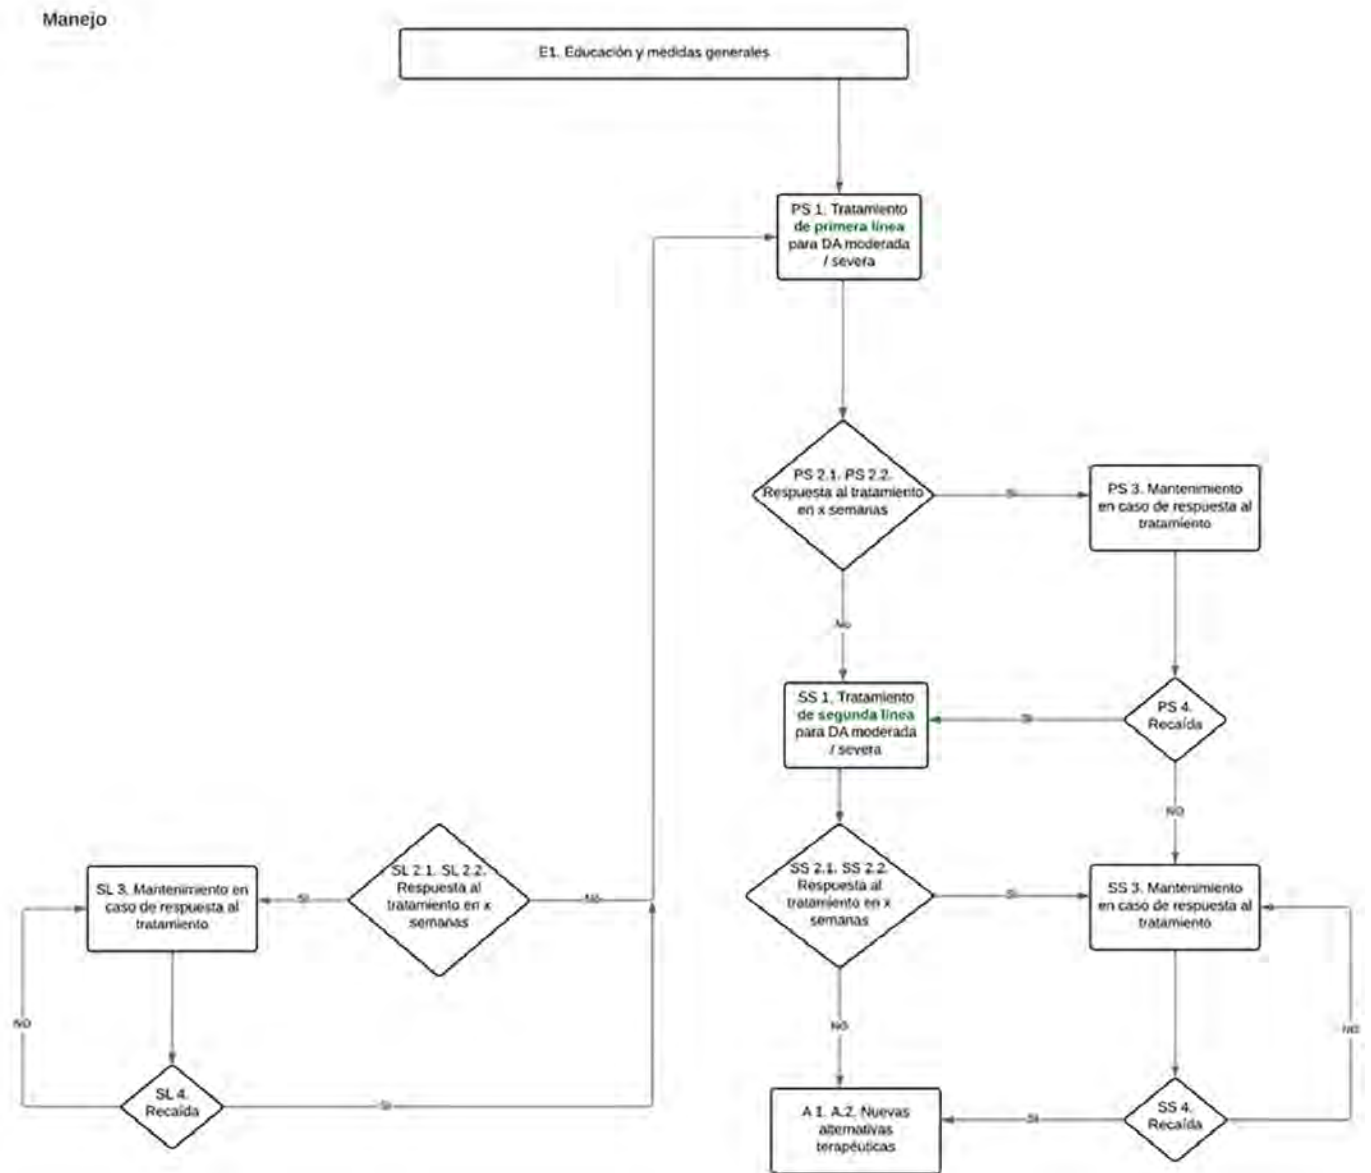 Manejo
E1. Educación y medidas generales
PS 1. Tratamiento
de primera línea
para DA moderada
/ severa
PS 2.1. PS 2.2.
Respuesta al tratamiento
en x semanas
SI
PS 3. Mantenimiento
en caso de respuesta al
tratamiento
No
SS 1. Tratamiento
de segunda línea
para DA moderada
/ severa
SI
PS 4.
Recaída
NO
SL 3. Mantenimiento en
caso de respuesta al
tratamiento
SI
SL 2.1. SL 2.2.
Respuesta al
tratamiento en x
semanas
No
SS 2.1. SS 2.2.
Respuesta al
tratamiento en x
semanas
SI
SS 3. Mantenimiento
en caso de respuesta al
tratamiento
NO
NO
NO
SL 4.
Recaída
SI
A 1. A.2. Nuevas
alternativas
terapéuticas
SI
SS 4.
Recaída